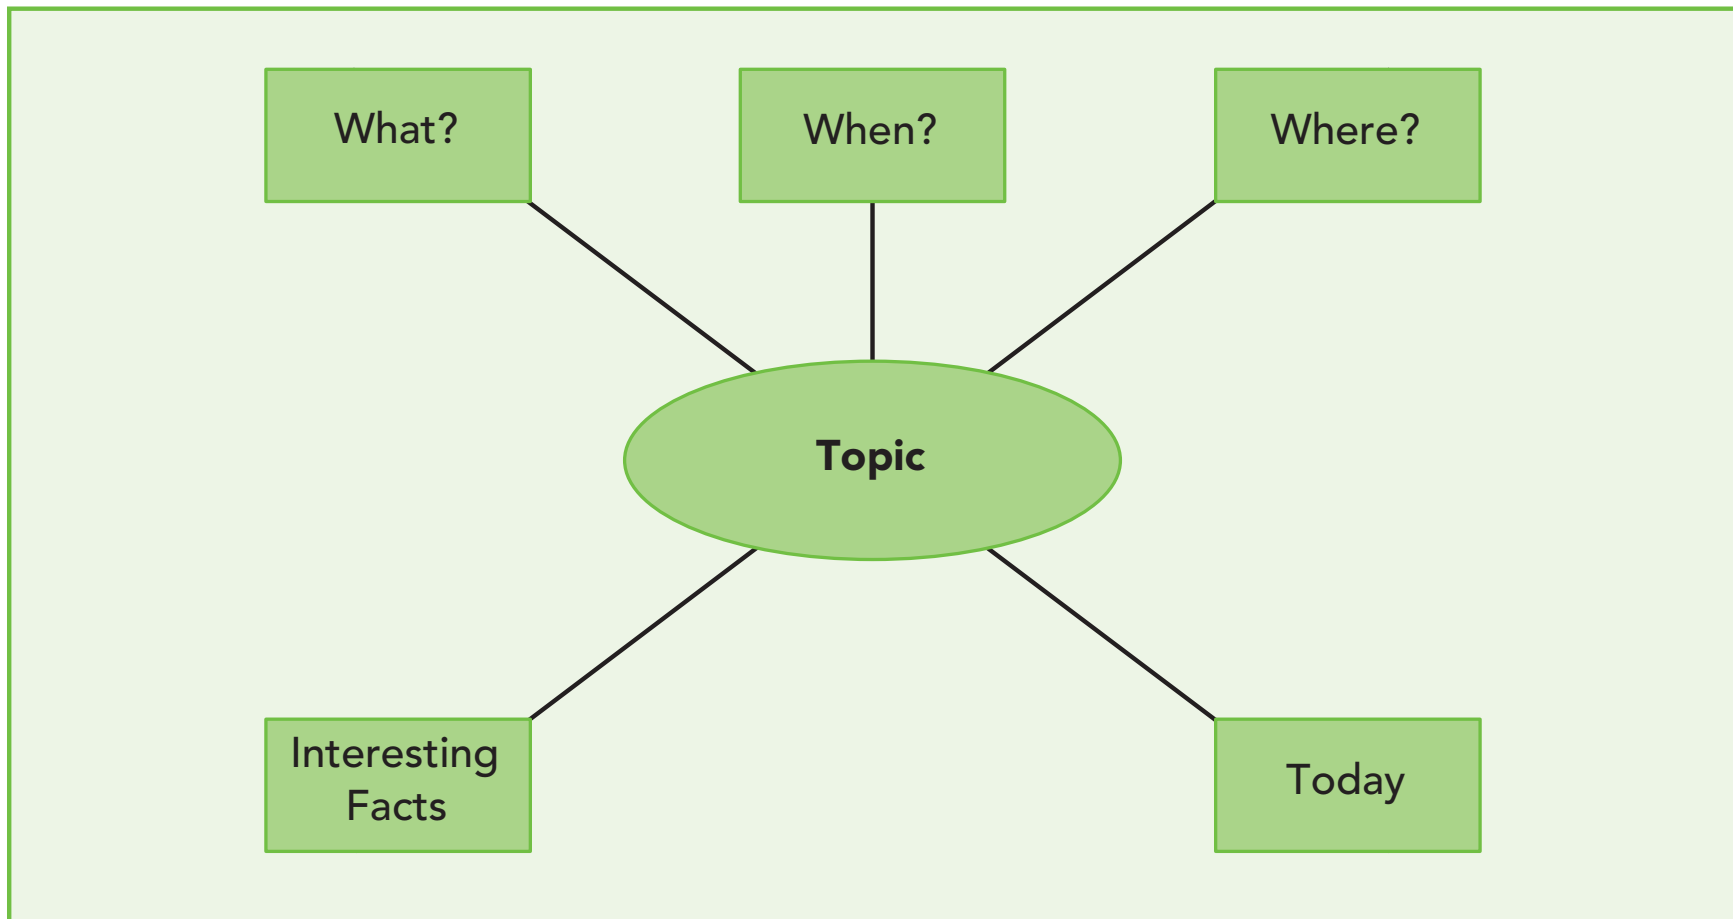 What?
When?
Where?
Topic
Interesting
Facts
Today